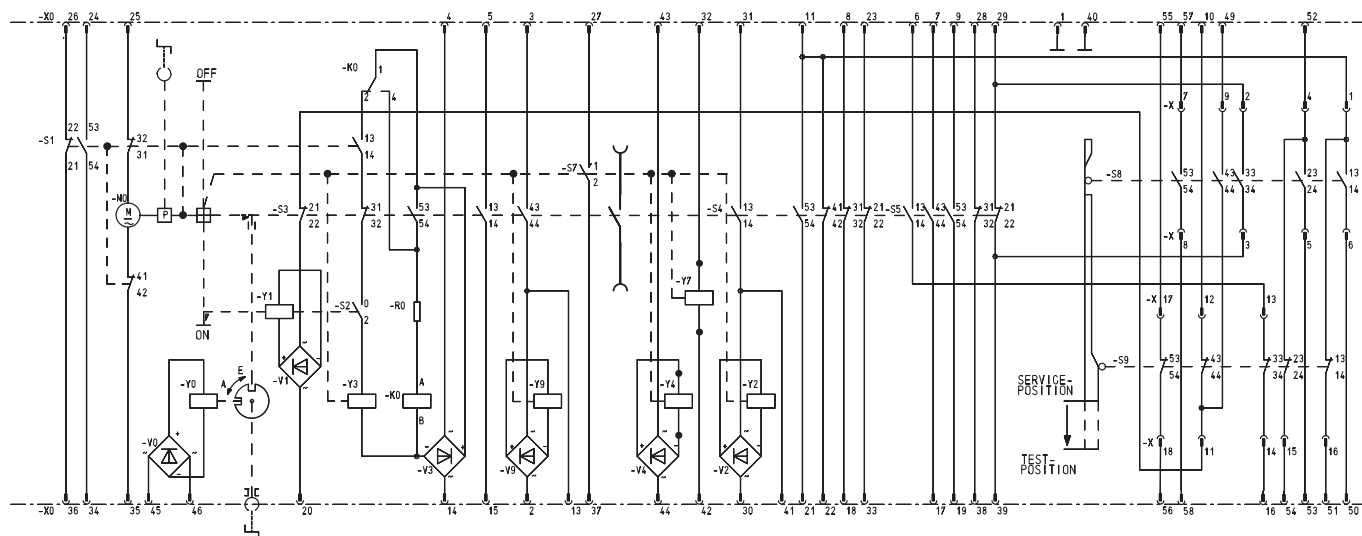 -X0 26 24 25 4 5 3 27 43 32 31 11 8 23 6 7 9 28 29 1 40 55 57 10 49 52
OFF
-K0 1
2 4
-X 7 9 2 4 1
-S1 22 53 32 13
21 54 31 14
-S7 1
2
-S8 53 43 33 23 13
54 44 34 24 14
-M0
M
P
-S3 21 31 53 13 43 -S4 13 53 41 31 21 -S5 13 43 53 31 21
22 32 54 14 44 14 54 42 32 22 14 44 54 32 22
-X 8 3 5 6
41
42
-Y1 -S2 0
2
-R0
-Y7
ON
-X 17 12 13
-V1
-S9 53 43 33 23 13
54 44 34 24 14
SERVICE-
POSITION
-Y0 A E
-Y3 -K0 A
B
-Y9 -Y4 -Y2
-V0
-V3 -V9 -V4 -V2
-X 18 11 14 15 16
TEST-
POSITION
-X0 36 34 35 45 46 20 14 15 2 13 37 44 42 30 41 21 22 18 33 17 19 38 39 56 58 16 54 53 51 50